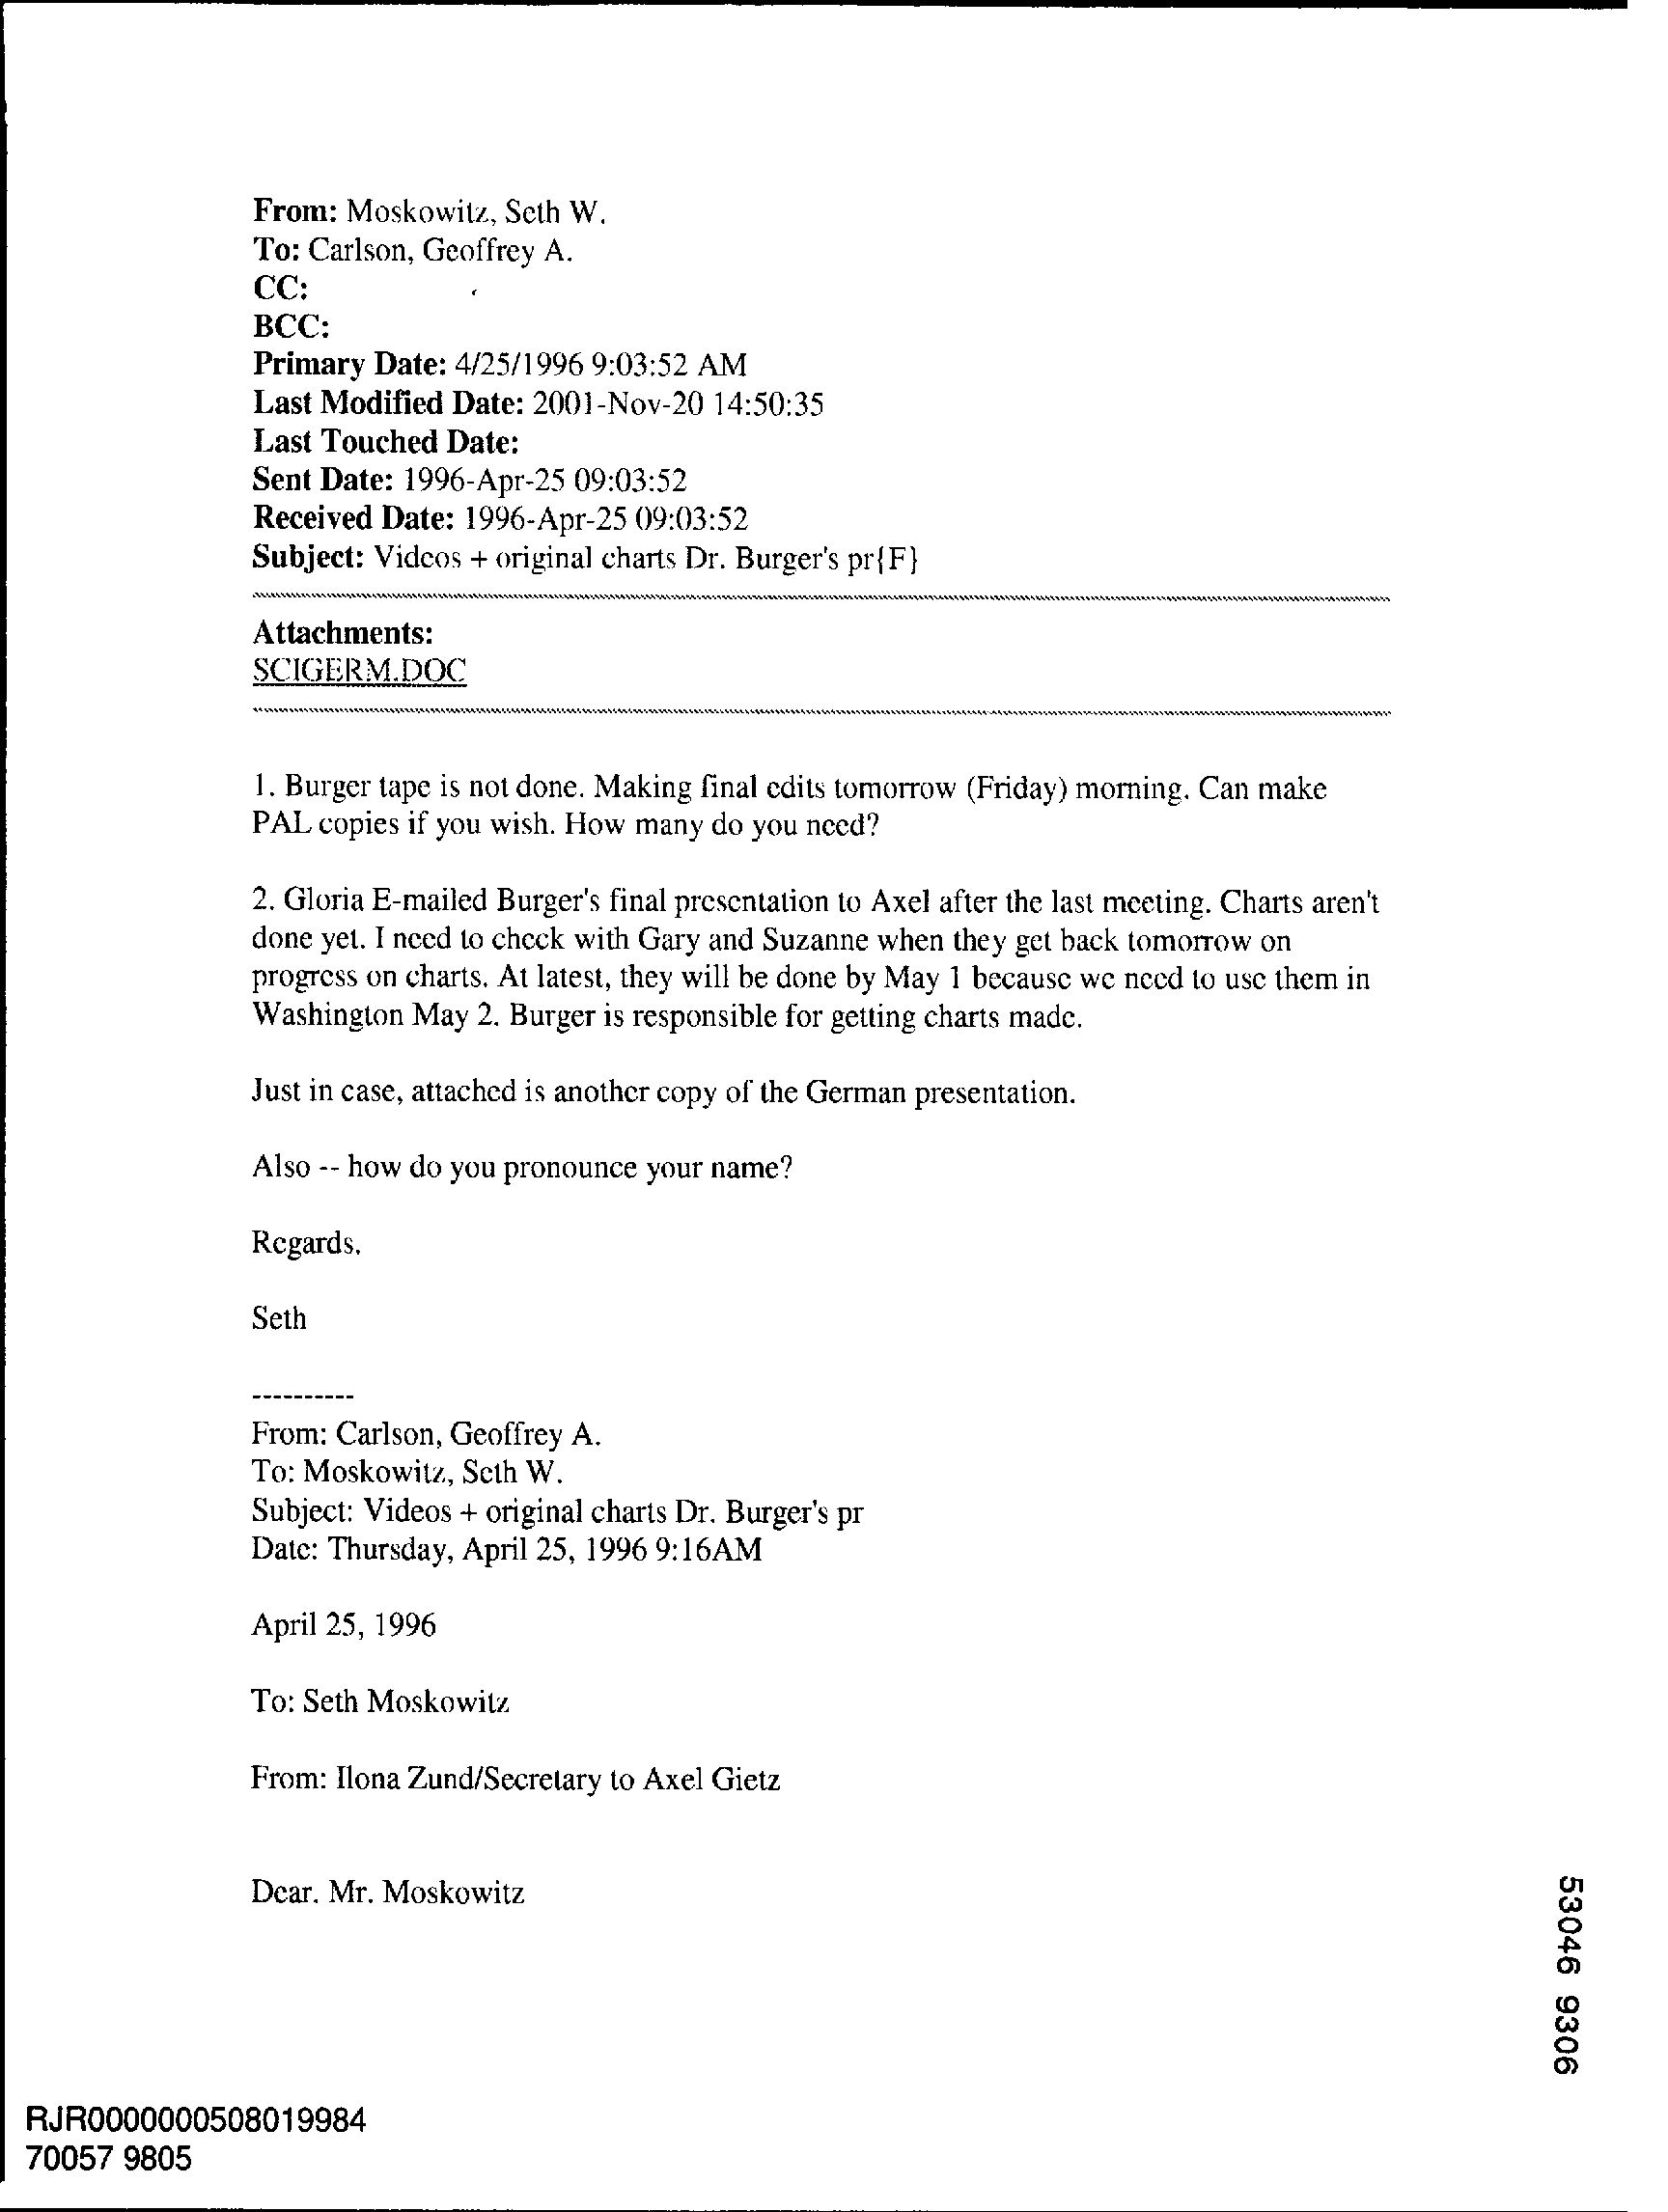 From: Moskowitz, Seth W.
To: Carlson, Geoffrey A.
CC:
BCC:
Primary Date: 4/25/1996 9:03:52 AM
Last Modified Date: 2001-Nov-20 14:50:35
Last Touched Date:
Sent Date: 1996-Apr-25 09:03:52
Received Date: 1996-Apr-25 09:03:52
Subject: Videos + original charts Dr. Burger's pr{F}
Attachments:
SCIGERM.DOC
1. Burger tape is not done. Making final edits tomorrow (Friday) morning. Can make
PAL copies if you wish. How many do you need?
2. Gloria E-mailed Burger's final presentation to Axel after the last meeting. Charts aren't
done yet. I need to check with Gary and Suzanne when they get back tomorrow on
progress on charts. At latest, they will be done by May 1 because we need to use them in
Washington May 2. Burger is responsible for getting charts made.
Just in case, attached is another copy of the German presentation.
Also -- how do you pronounce your name?
Regards,
Seth
----------
From: Carlson, Geoffrey A.
To: Moskowitz, Seth W.
Subject: Videos + original charts Dr. Burger's pr
Date: Thursday, April 25, 1996 9:16AM
April 25, 1996
To: Seth Moskowitz
From: Ilona Zund/Secretary to Axel Gietz
Dear. Mr. Moskowitz
53046 9306
RJR0000000508019984
70057 9805